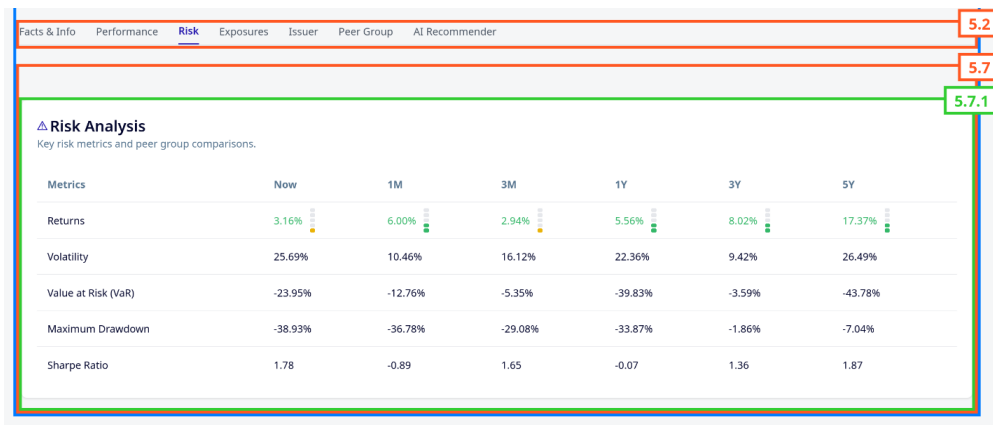 5.2
Facts & Info Performance Risk Exposures Issuer Peer Group AI Recommender
5.7
5.7.1
Risk Analysis
Key risk metrics and peer group comparisons.
Metrics Now 1M 3M 1Y 3Y 5Y
Returns 3.16% 6.00% 2.94% 5.56% 8.02% 17.37%
Volatility 25.69% 10.46% 16.12% 22.36% 9.42% 26.49%
Value at Risk (VaR) -23.95% -12.76% -5.35% -39.83% -3.59% -43.78%
Maximum Drawdown -38.93% -36.78% -29.08% -33.87% -1.86% -7.04%
Sharpe Ratio 1.78 -0.89 1.65 -0.07 1.36 1.87